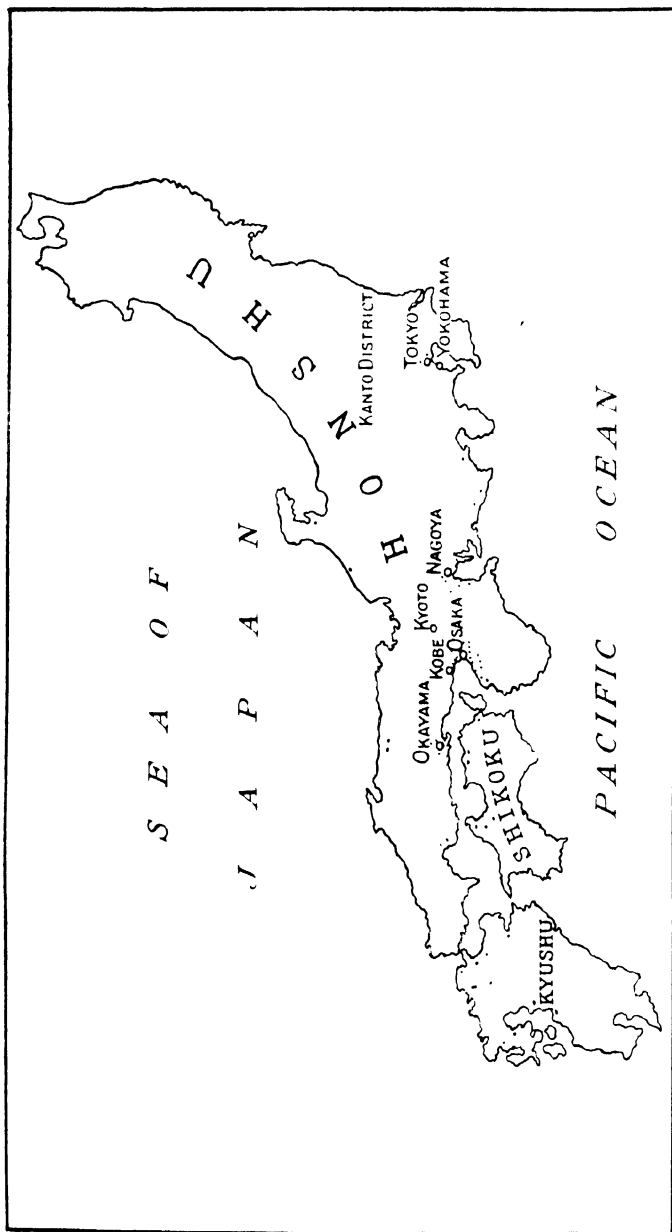 SEA OF
JAPAN
HONSHU
KANTO DISTRICT
TOKYO
YOKOHAMA
NAGOYA
KYOTO
OSAKA
KOBE
OKAYAMA
SHIKOKU
KYUSHU
PACIFIC OCEAN